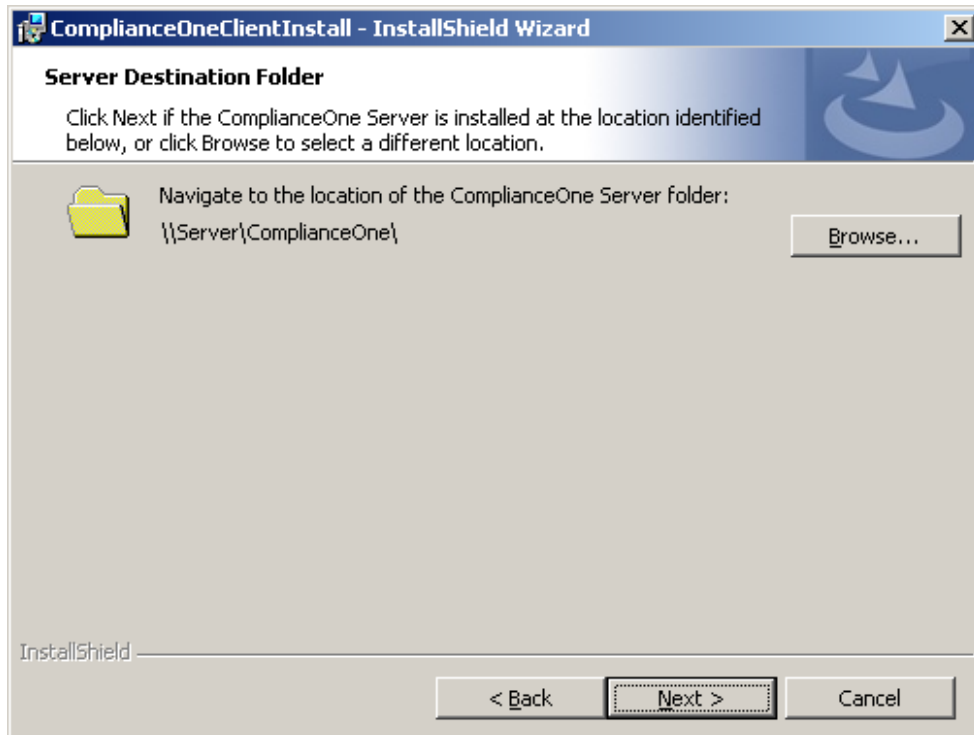 ComplianceOneClientInstall - InstallShield Wizard
Server Destination Folder
Click Next if the ComplianceOne Server is installed at the location identified
below, or click Browse to select a different location.
Navigate to the location of the ComplianceOne Server folder:
\\Server\ComplianceOne\
Browse...
InstallShield
< Back
Next >
Cancel